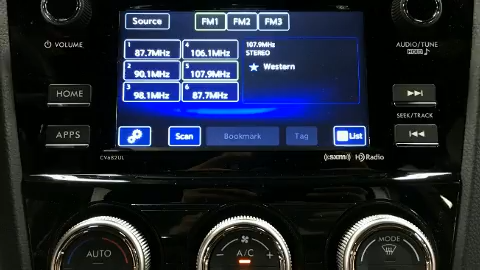 Source FM1 FM2 FM3
1 87.7MHz 4 106.1MHz
107.9MHz
STEREO
2 90.1MHz 5 107.9MHz
★ Western
3 98.1MHz 6 87.7MHz
Scan Bookmark Tag List
VOLUME
AUDIO/TUNE
HOME
APPS
SEEK/TRACK
((SXM)) HD Radio
AUTO
− A/C +
MODE